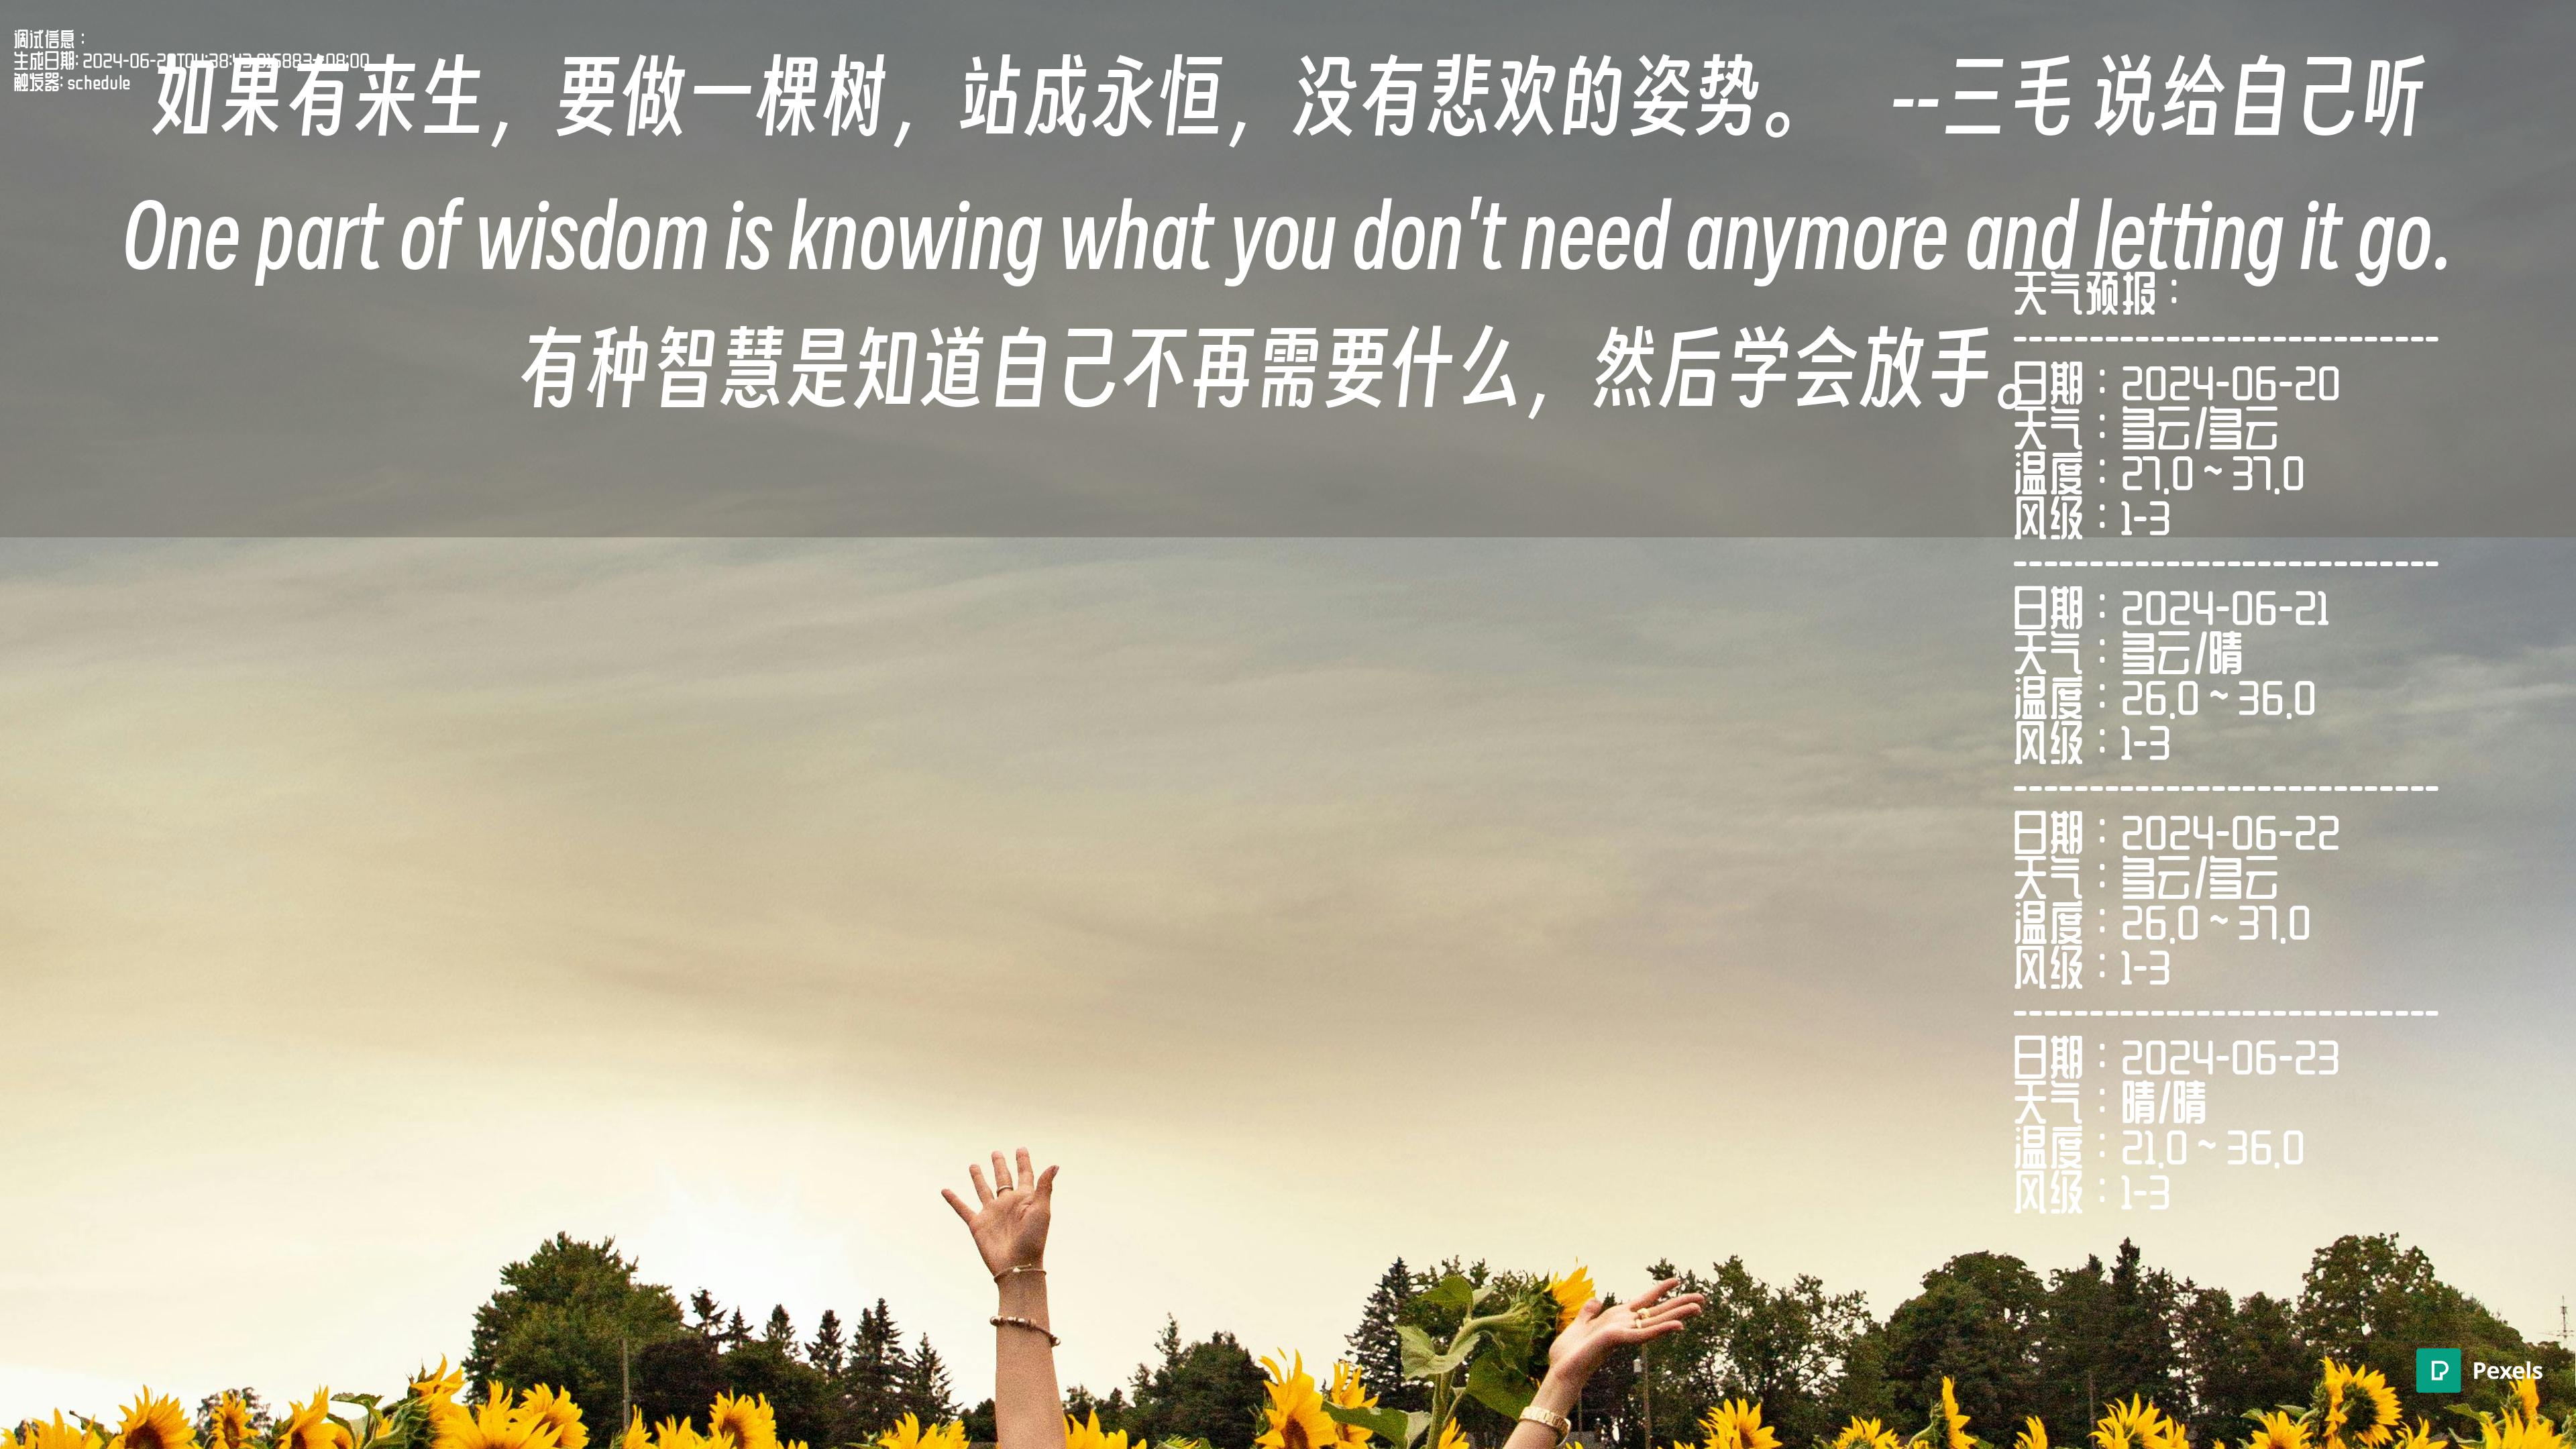 调试信息：
生成日期: 2024-06-20T04:38:43.915883+08:00
触发器: schedule
如果有来生，要做一棵树，站成永恒，没有悲欢的姿势。 --三毛 说给自己听
One part of wisdom is knowing what you don't need anymore and letting it go.
有种智慧是知道自己不再需要什么，然后学会放手。
天气预报：
----------------------------
日期：2024-06-20
天气：多云/多云
温度：27.0 ~ 37.0
风级：1-3
----------------------------
日期：2024-06-21
天气：多云/晴
温度：26.0 ~ 36.0
风级：1-3
----------------------------
日期：2024-06-22
天气：多云/多云
温度：26.0 ~ 37.0
风级：1-3
----------------------------
日期：2024-06-23
天气：晴/晴
温度：21.0 ~ 36.0
风级：1-3
Pexels